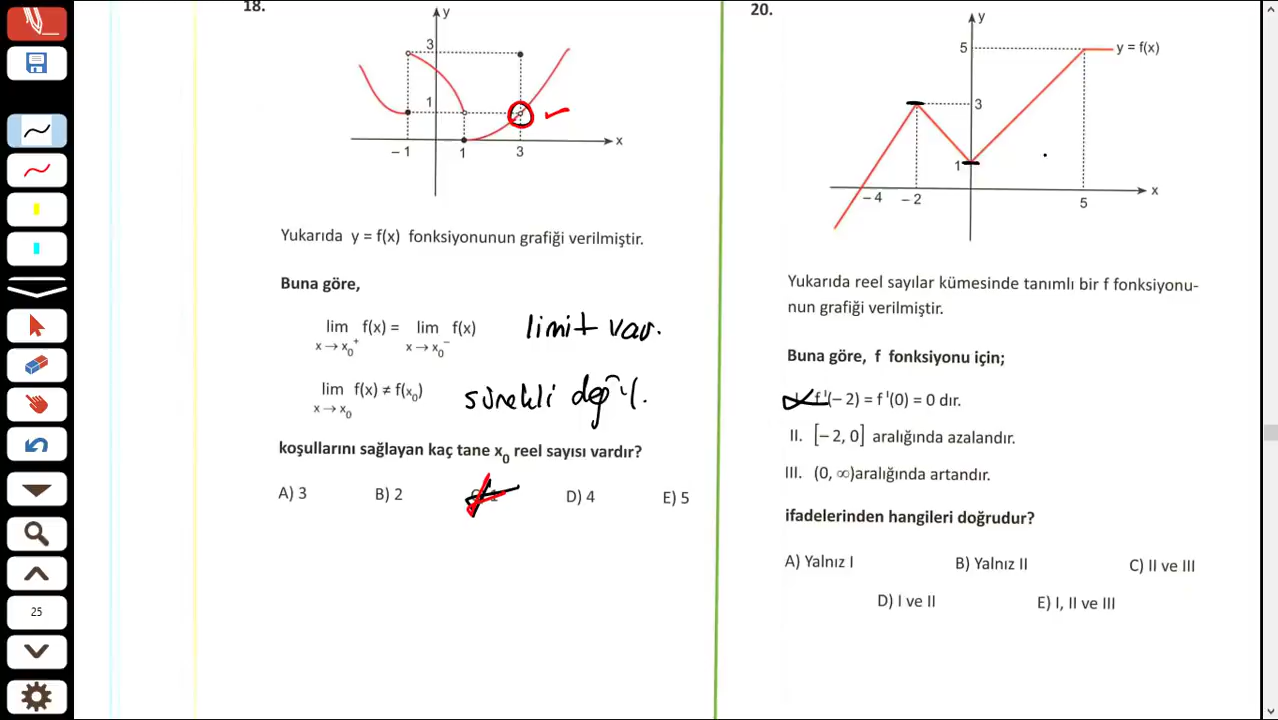 18.
y
3
1
– 1
1
3
x
Yukarıda y = f(x) fonksiyonunun grafiği verilmiştir.
Buna göre,
lim f(x) = lim f(x)
x → x₀⁺ x → x₀⁻
limit var.
lim f(x) ≠ f(x₀)
x → x₀
sürekli değil.
koşullarını sağlayan kaç tane x₀ reel sayısı vardır?
A) 3 B) 2 1 D) 4 E) 5
20.
y
5
y = f(x)
3
1
– 4
– 2
5
x
Yukarıda reel sayılar kümesinde tanımlı bir f fonksiyonu-
nun grafiği verilmiştir.
Buna göre, f fonksiyonu için;
f '(– 2) = f '(0) = 0 dır.
II. [– 2, 0] aralığında azalandır.
III. (0, ∞)aralığında artandır.
ifadelerinden hangileri doğrudur?
A) Yalnız I B) Yalnız II C) II ve III
D) I ve II E) I, II ve III
25